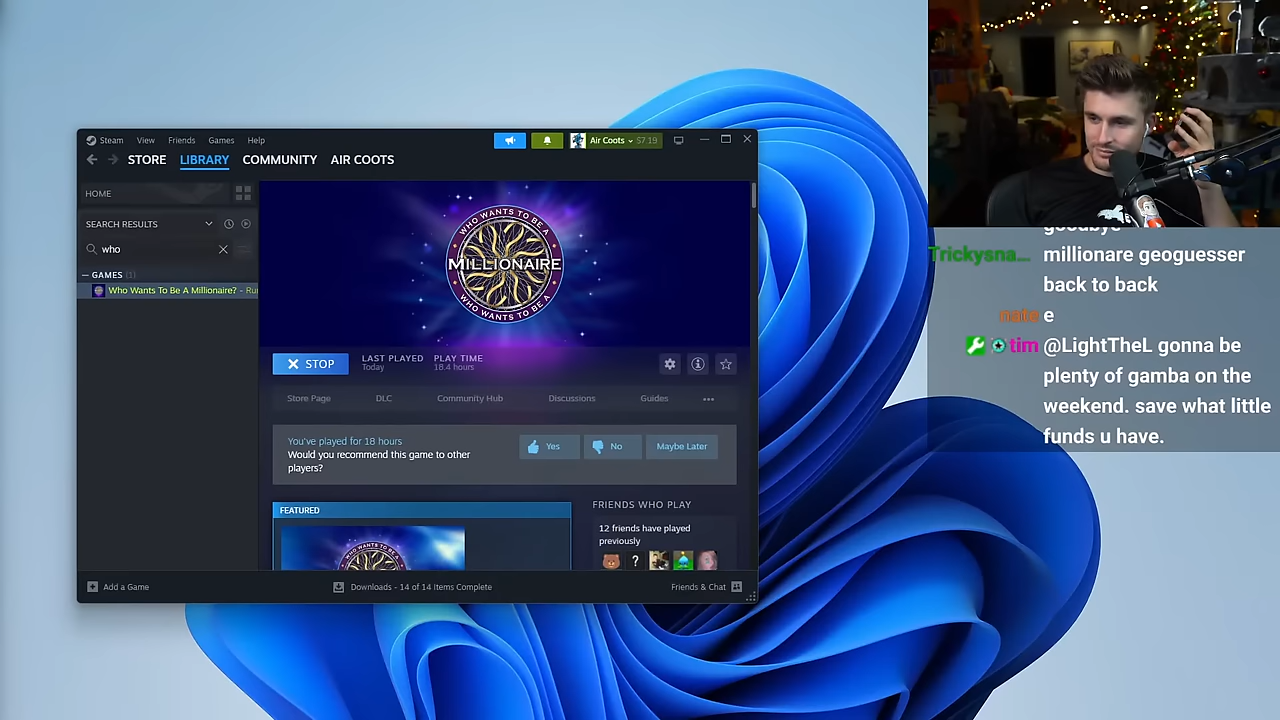 Steam View Friends Games Help
Air Coots $7.19
STORE LIBRARY COMMUNITY AIR COOTS
HOME
SEARCH RESULTS
who
GAMES (1)
Who Wants To Be A Millionaire? - Ru
WHO WANTS TO BE A
MILLIONAIRE
WHO WANTS TO BE A
STOP
LAST PLAYED
Today
PLAY TIME
18.4 hours
Store Page DLC Community Hub Discussions Guides
You've played for 18 hours
Would you recommend this game to other
players?
Yes No Maybe Later
FEATURED
FRIENDS WHO PLAY
12 friends have played
previously
?
Add a Game
Downloads - 14 of 14 Items Complete
Friends & Chat
goodbye
Trickysna... millionare geoguesser
back to back
nate e
tim @LightTheL gonna be
plenty of gamba on the
weekend. save what little
funds u have.